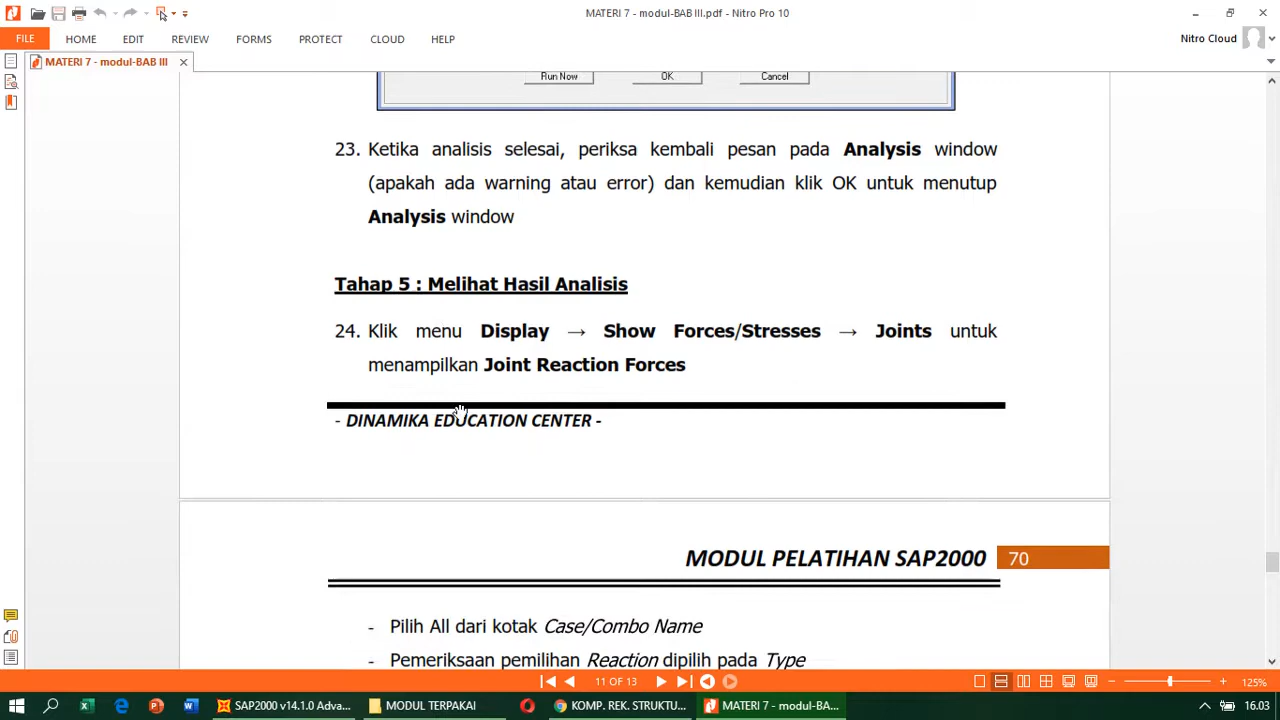 MATERI 7 - modul-BAB III.pdf - Nitro Pro 10
FILE HOME EDIT REVIEW FORMS PROTECT CLOUD HELP Nitro Cloud
MATERI 7 - modul-BAB III
Run Now OK Cancel
23. Ketika analisis selesai, periksa kembali pesan pada Analysis window
(apakah ada warning atau error) dan kemudian klik OK untuk menutup
Analysis window
Tahap 5 : Melihat Hasil Analisis
24. Klik menu Display → Show Forces/Stresses → Joints untuk
menampilkan Joint Reaction Forces
- DINAMIKA EDUCATION CENTER -
MODUL PELATIHAN SAP2000 70
- Pilih All dari kotak Case/Combo Name
- Pemeriksaan pemilihan Reaction dipilih pada Type
11 OF 13 125%
SAP2000 v14.1.0 Adva... MODUL TERPAKAI KOMP. REK. STRUKTU... MATERI 7 - modul-BA... 16.03